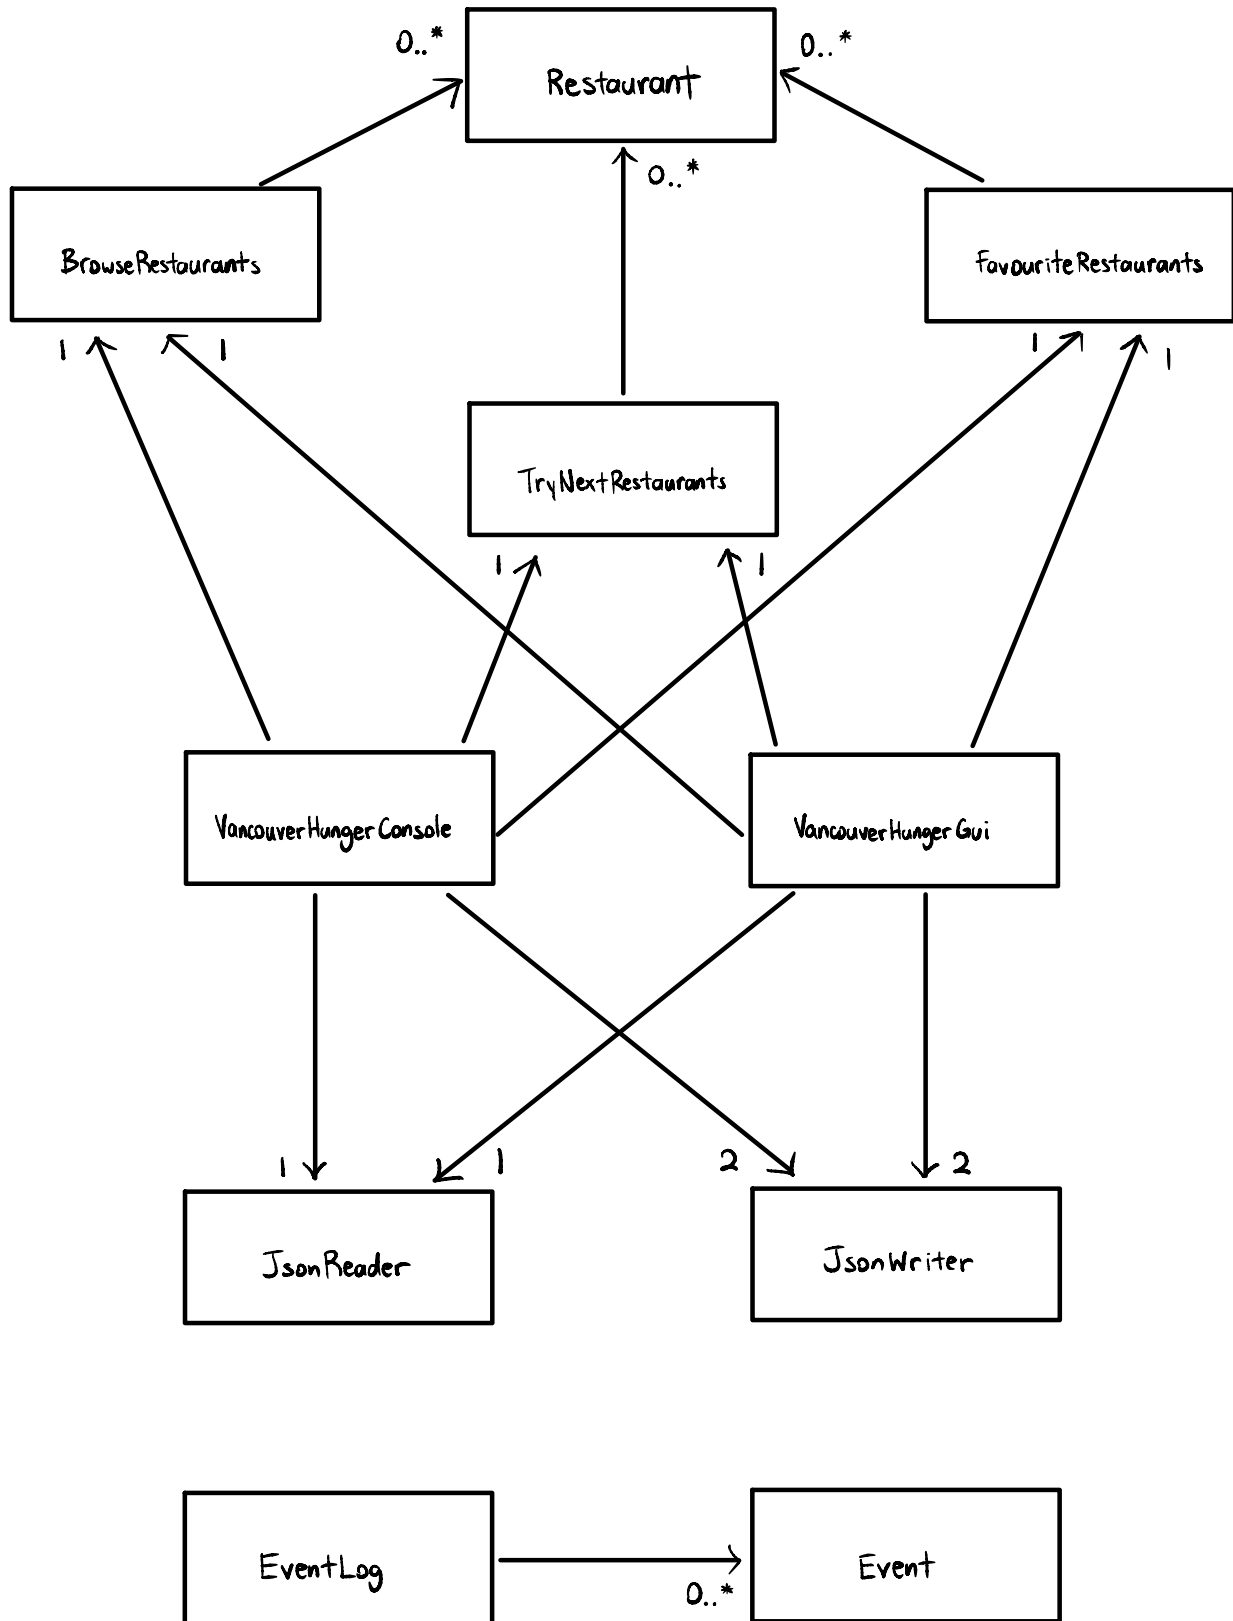 0..*
0..*
Restaurant
0..*
BrowseRestaurants
FavouriteRestaurants
1
1
1
1
TryNextRestaurants
1
1
VancouverHungerConsole
VancouverHungerGui
1
1
2
2
JsonReader
JsonWriter
EventLog
Event
0..*